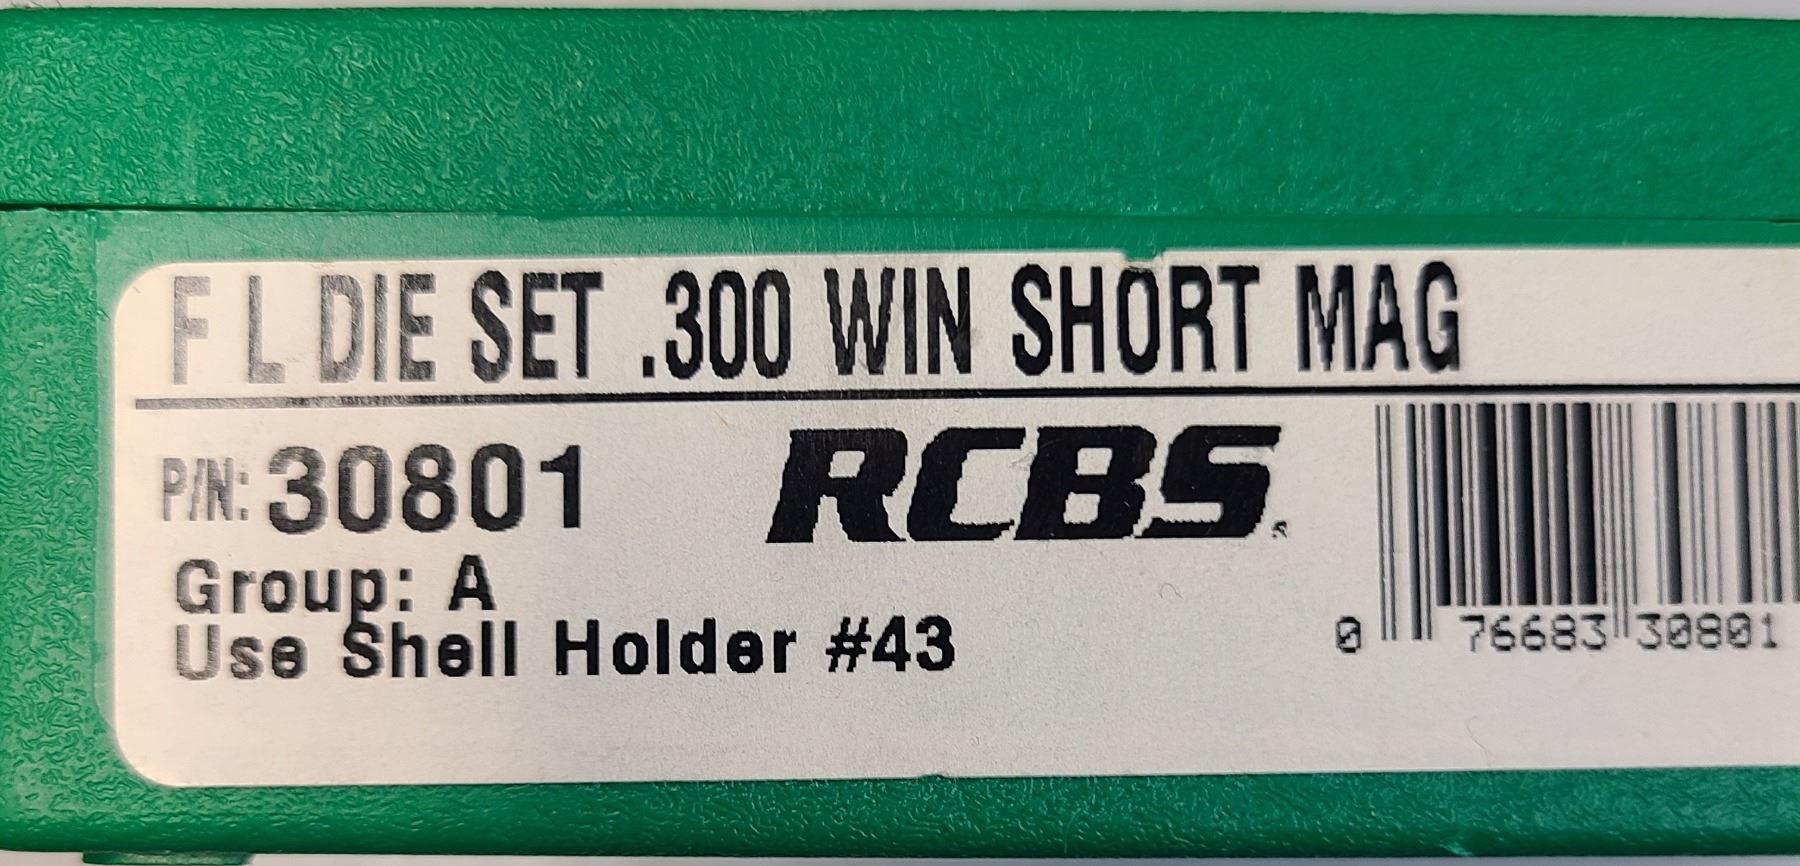 F L DIE SET .300 WIN SHORT MAG
P/N: 30801
RCBS
Group: A
Use Shell Holder #43
0 76683 30801